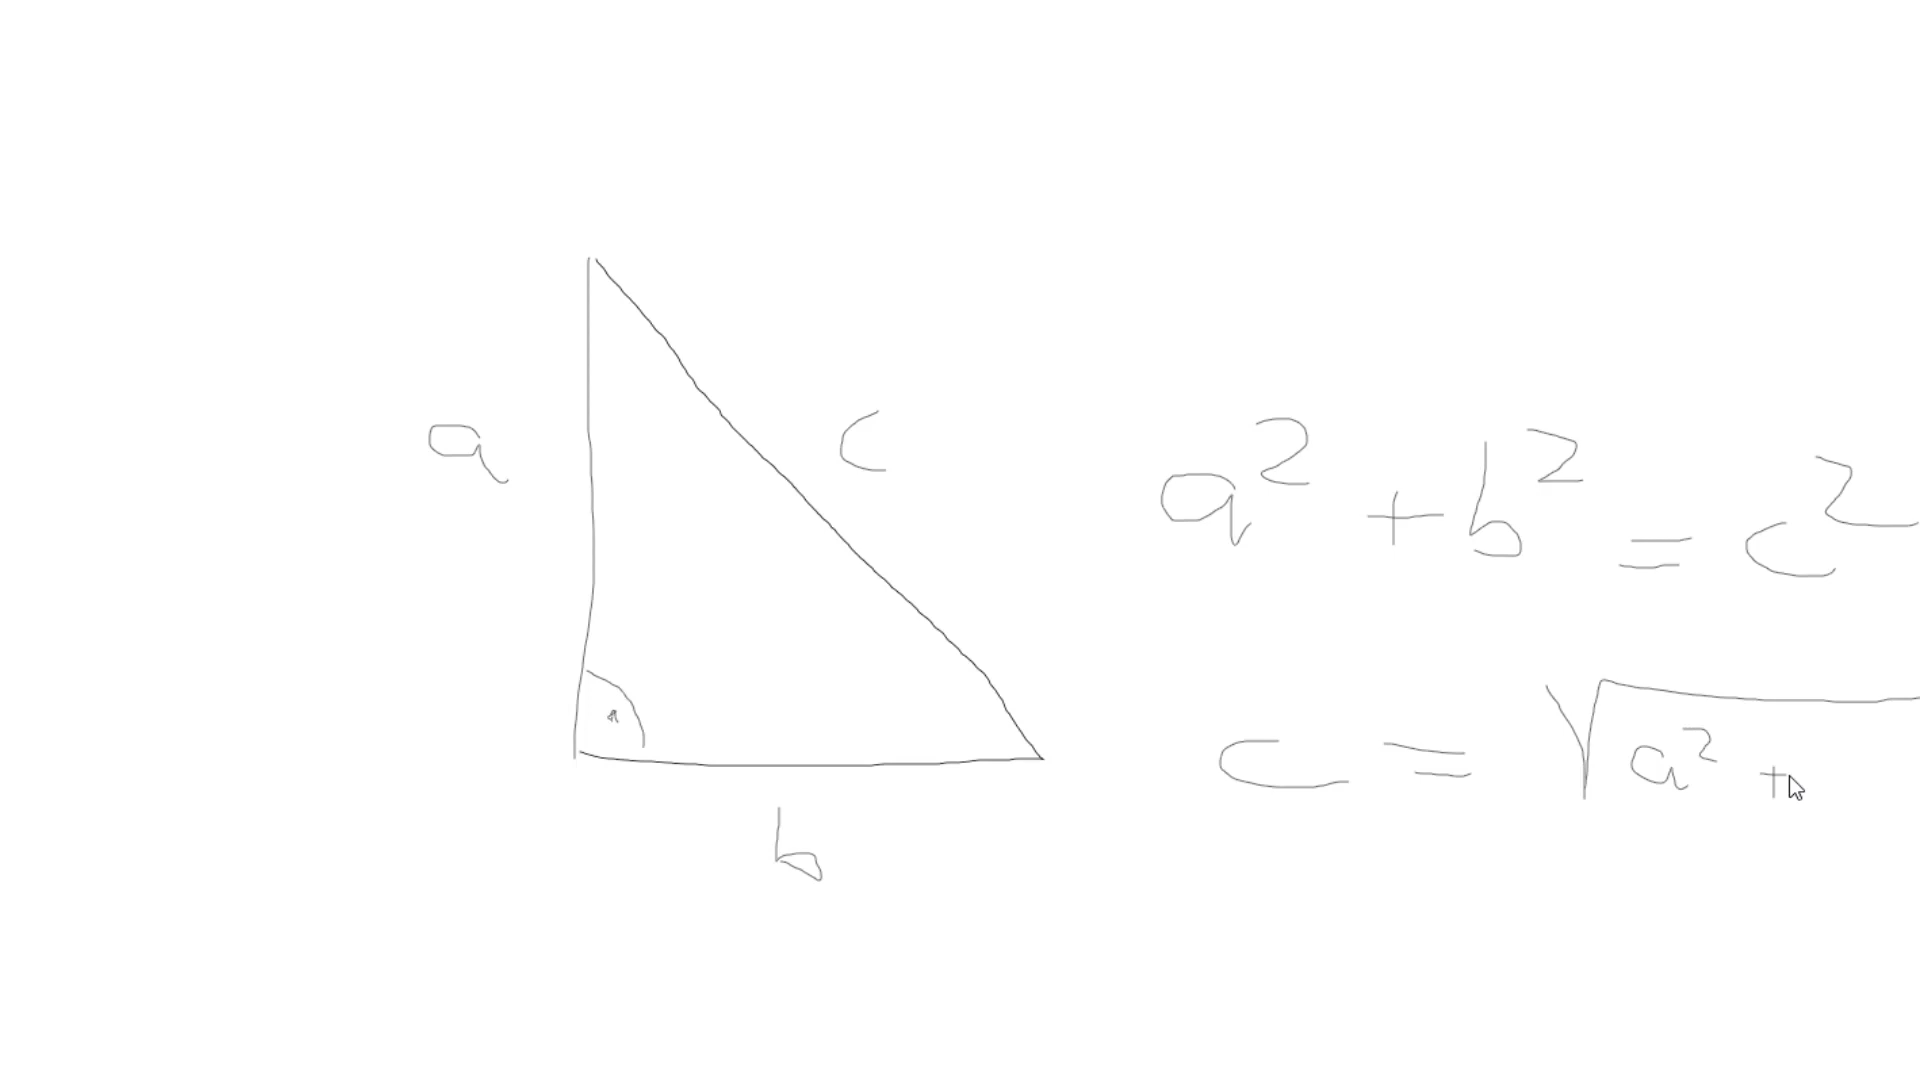 a
c
a² + b² = c²
c = √a² +
b